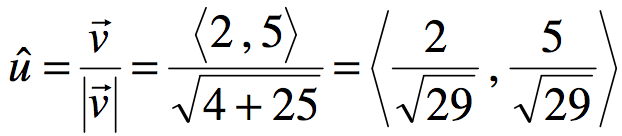 û = v⃗ / |v⃗| = ⟨2 , 5⟩ / √(4 + 25) = ⟨ 2/√29 , 5/√29 ⟩